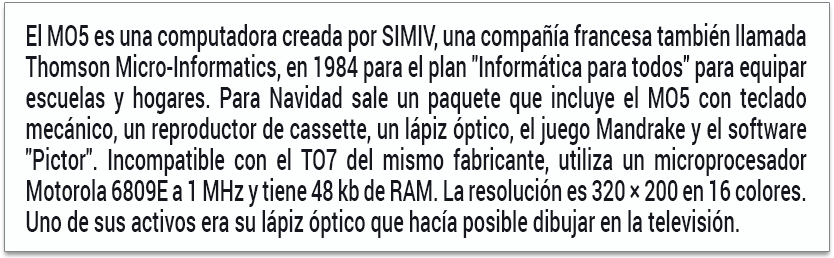 El MO5 es una computadora creada por SIMIV, una compañía francesa también llamada
Thomson Micro-Informatics, en 1984 para el plan "Informática para todos" para equipar
escuelas y hogares. Para Navidad sale un paquete que incluye el MO5 con teclado
mecánico, un reproductor de cassette, un lápiz óptico, el juego Mandrake y el software
"Pictor". Incompatible con el TO7 del mismo fabricante, utiliza un microprocesador
Motorola 6809E a 1 MHz y tiene 48 kb de RAM. La resolución es 320 × 200 en 16 colores.
Uno de sus activos era su lápiz óptico que hacía posible dibujar en la televisión.